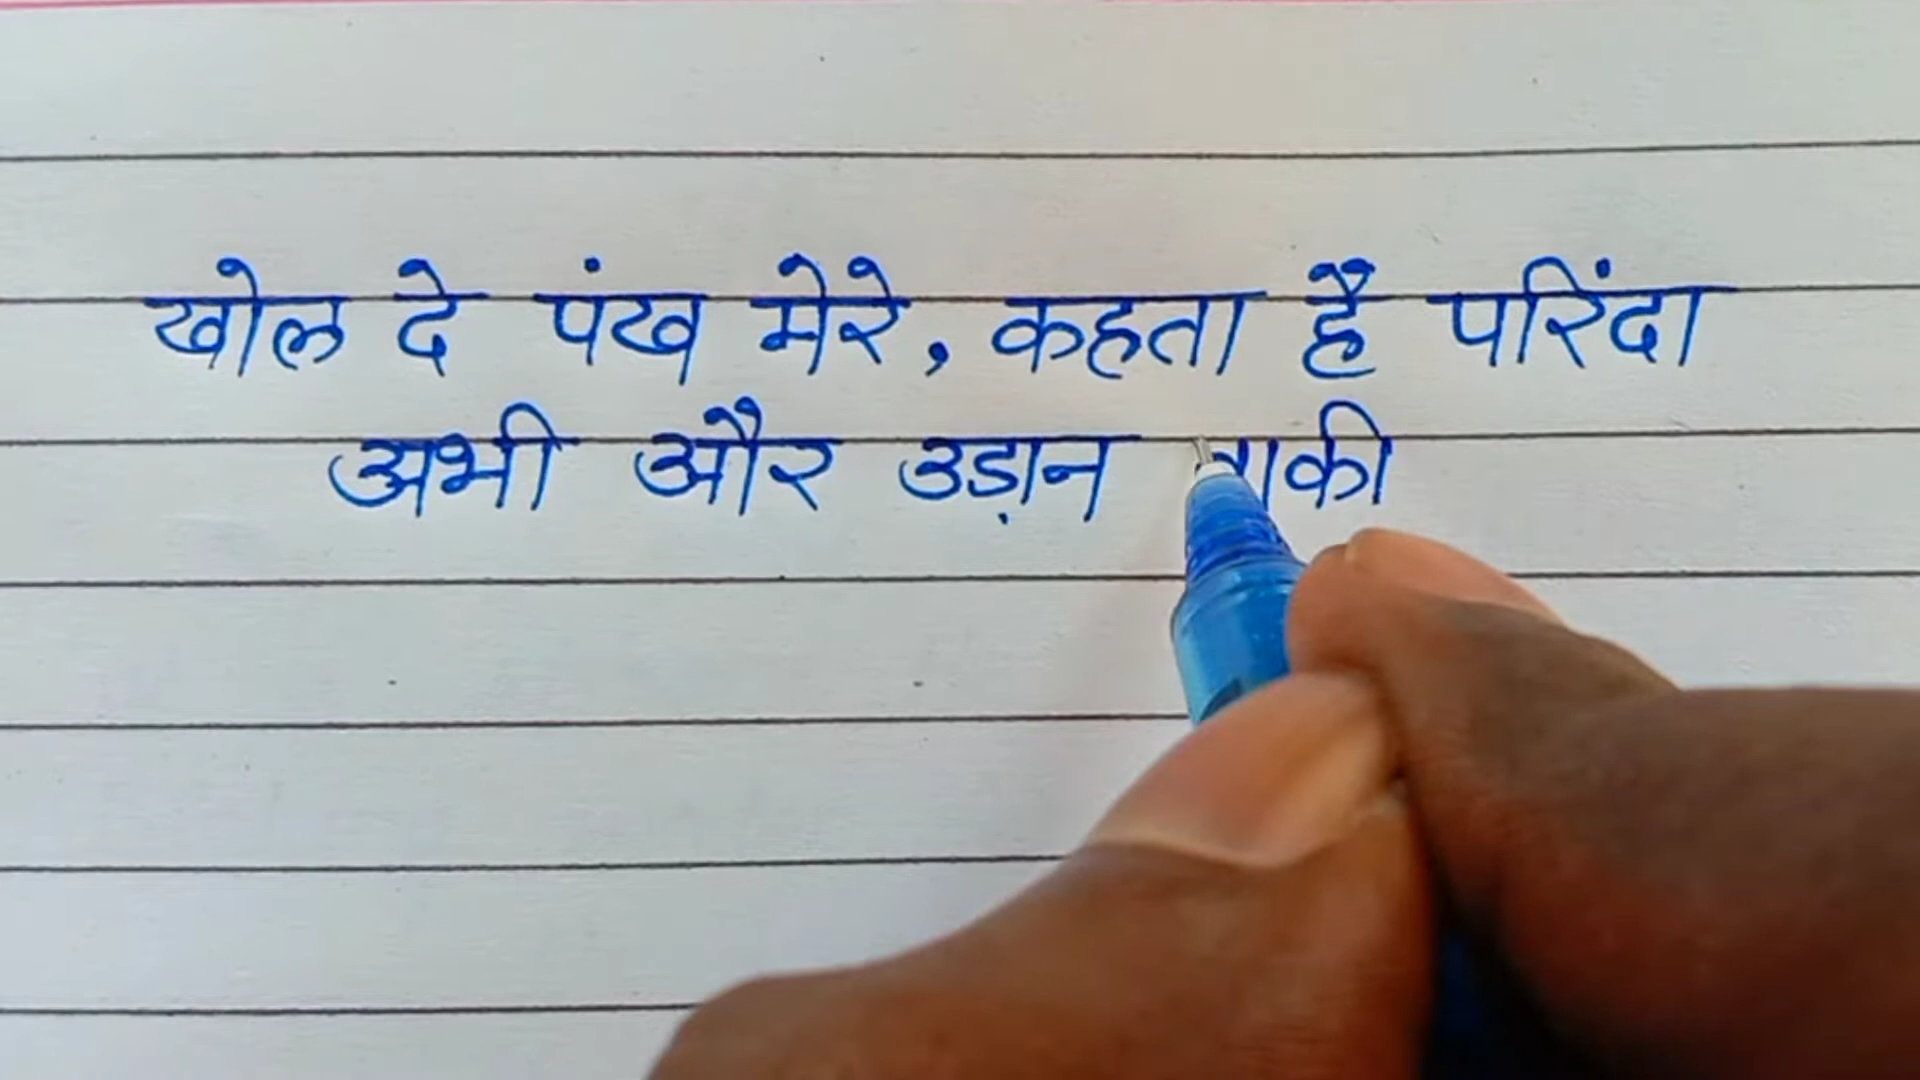 खोल दे पंख मेरे, कहता है परिंदा
अभी और उड़ान बाकी